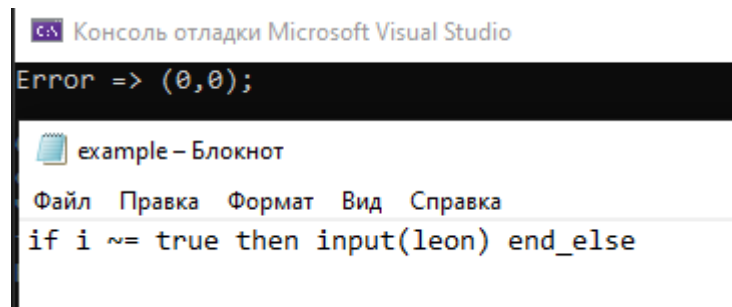 Консоль отладки Microsoft Visual Studio
Error => (0,0);
example – Блокнот
Файл Правка Формат Вид Справка
if i ~= true then input(leon) end_else